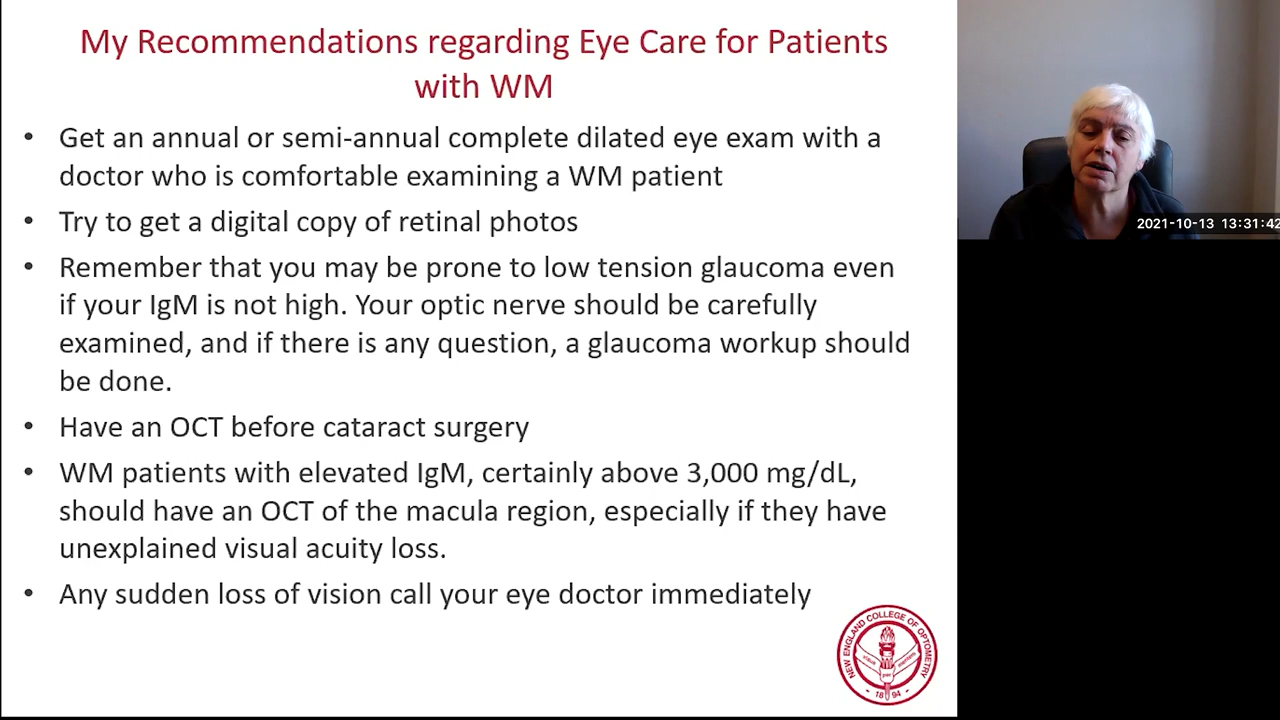 My Recommendations regarding Eye Care for Patients
with WM
• Get an annual or semi-annual complete dilated eye exam with a
doctor who is comfortable examining a WM patient
• Try to get a digital copy of retinal photos
• Remember that you may be prone to low tension glaucoma even
if your IgM is not high. Your optic nerve should be carefully
examined, and if there is any question, a glaucoma workup should
be done.
• Have an OCT before cataract surgery
• WM patients with elevated IgM, certainly above 3,000 mg/dL,
should have an OCT of the macula region, especially if they have
unexplained visual acuity loss.
• Any sudden loss of vision call your eye doctor immediately
2021-10-13 13:31:42
NEW ENGLAND COLLEGE OF OPTOMETRY
1894